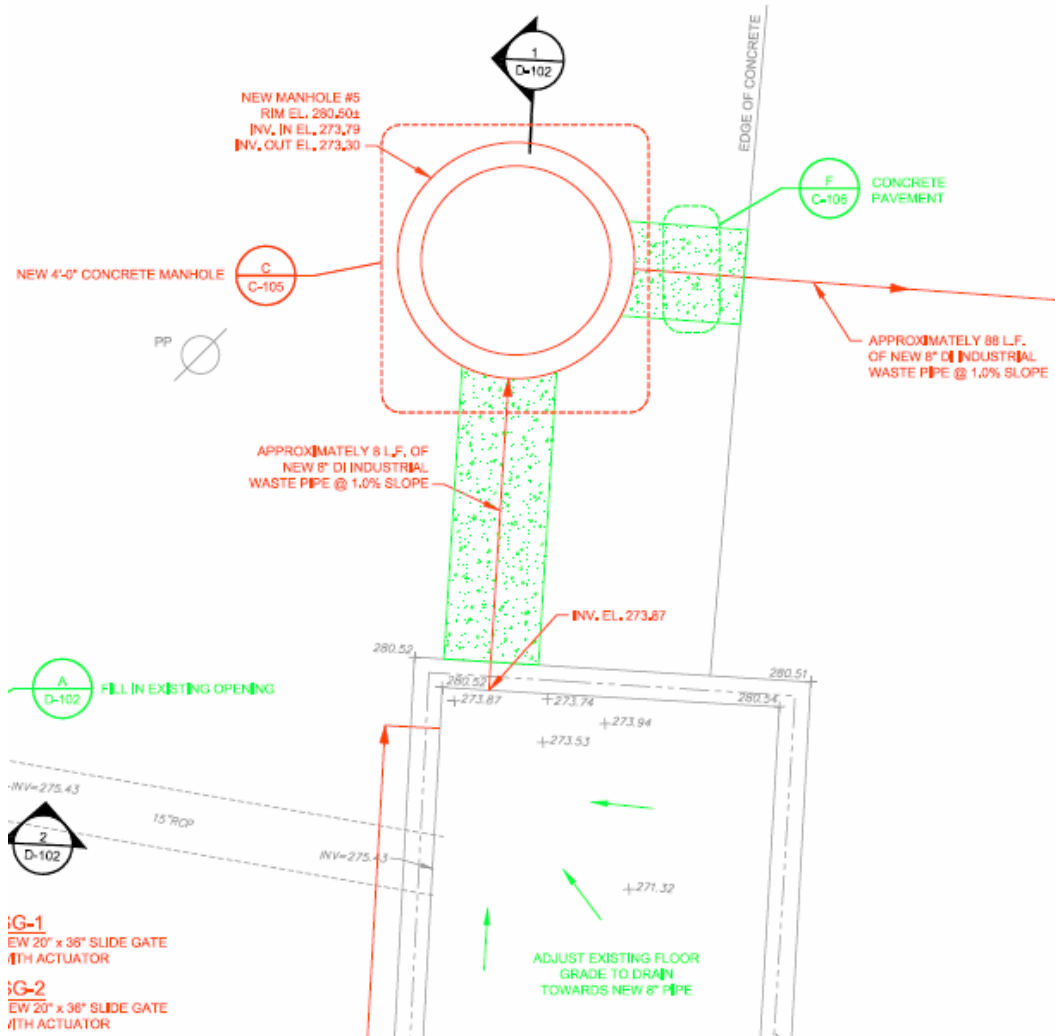 1
D-102
EDGE OF CONCRETE
NEW MANHOLE #5
RIM EL. 280.50±
INV. IN EL. 273.79
INV. OUT EL. 273.30
F
C-106
CONCRETE
PAVEMENT
NEW 4'-0" CONCRETE MANHOLE
C
C-105
PP
APPROXIMATELY 88 L.F.
OF NEW 8" DI INDUSTRIAL
WASTE PIPE @ 1.0% SLOPE
APPROXIMATELY 8 L.F. OF
NEW 8" DI INDUSTRIAL
WASTE PIPE @ 1.0% SLOPE
INV. EL. 273.87
280.52
280.51
A
D-102
FILL IN EXISTING OPENING
280.52
280.54
273.87
273.74
273.94
273.53
INV=275.43
15"RCP
2
D-102
INV=275.43
271.32
SG-1
EW 20" x 36" SLIDE GATE
ITH ACTUATOR
SG-2
EW 20" x 36" SLIDE GATE
ITH ACTUATOR
ADJUST EXISTING FLOOR
GRADE TO DRAIN
TOWARDS NEW 8" PIPE